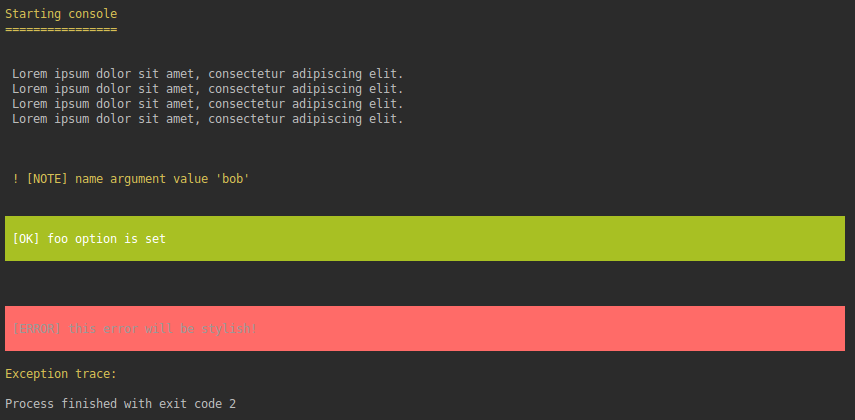 Starting console
================
Lorem ipsum dolor sit amet, consectetur adipiscing elit.
Lorem ipsum dolor sit amet, consectetur adipiscing elit.
Lorem ipsum dolor sit amet, consectetur adipiscing elit.
Lorem ipsum dolor sit amet, consectetur adipiscing elit.
! [NOTE] name argument value 'bob'
[OK] foo option is set
[ERROR] this error will be stylish!
Exception trace:
Process finished with exit code 2